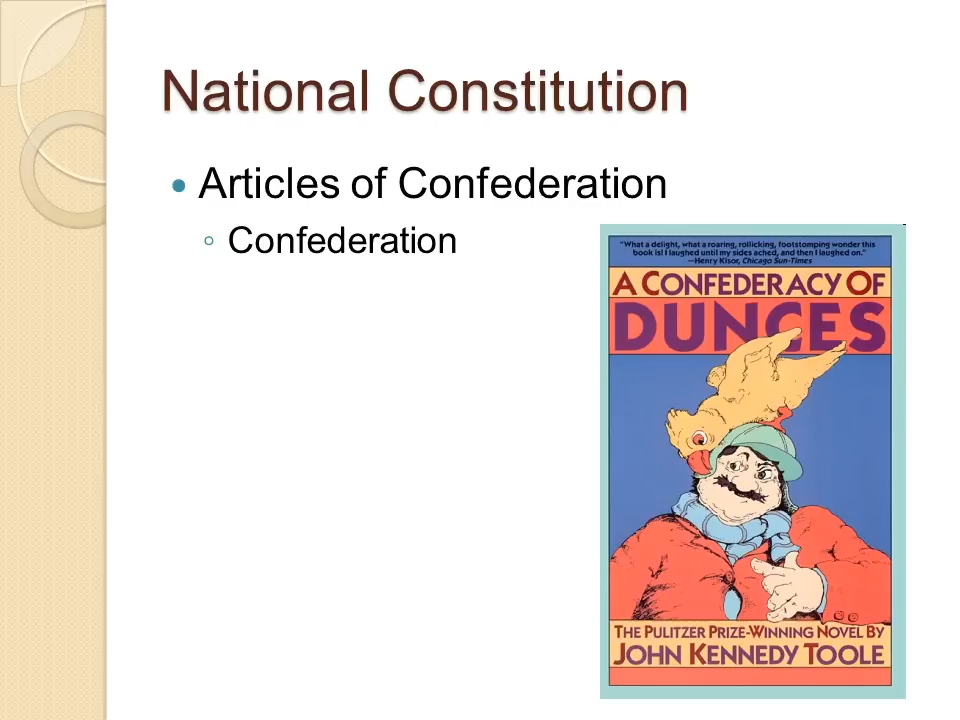 National Constitution
Articles of Confederation
Confederation
"What a delight, what a roaring, rollicking, footstomping wonder this
book is! I laughed until my sides ached, and then I laughed on."
—Henry Kisor, Chicago Sun-Times
A CONFEDERACY OF
DUNCES
THE PULITZER PRIZE-WINNING NOVEL BY
JOHN KENNEDY TOOLE